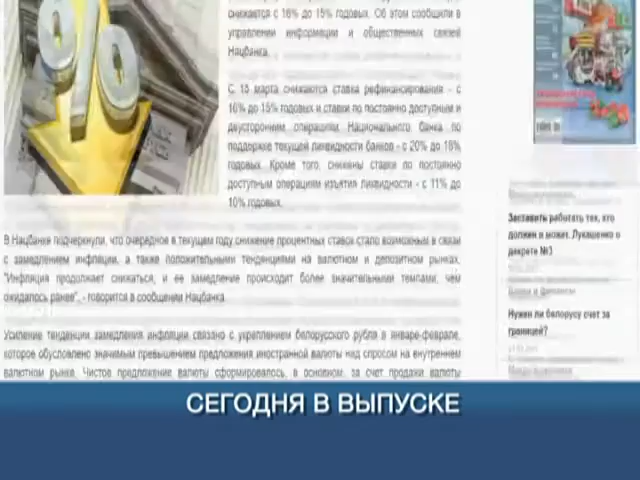 снижается с 16% до 15% годовых. Об этом сообщили в
управлении информации и общественных связей
Нацбанка.
С 15 марта снижаются ставка рефинансирования - с
16% до 15% годовых и ставки по постоянно доступным и
двусторонним операциям Национального банка по
поддержке текущей ликвидности банков - с 20% до 18%
годовых. Кроме того, снижены ставки по постоянно
доступным операциям изъятия ликвидности - с 11% до
10% годовых.
В Нацбанке подчеркнули, что очередное в текущем году снижение процентных ставок стало возможным в связи
с замедлением инфляции, а также положительными тенденциями на валютном и депозитном рынках.
"Инфляция продолжает снижаться, и ее замедление происходит более значительными темпами, чем
ожидалось ранее", - говорится в сообщении Нацбанка.
Усиление тенденции замедления инфляции связано с укреплением белорусского рубля в январе-феврале,
которое обусловлено значимым превышением предложения иностранной валюты над спросом на внутреннем
валютном рынке. Чистое предложение валюты сформировалось, в основном, за счет продажи валюты
Заставить работать тех, кто
должен и может. Лукашенко о
декрете №3
Банки и финансы
Нужен ли белорусу счет за
границей?
СЕГОДНЯ В ВЫПУСКЕ